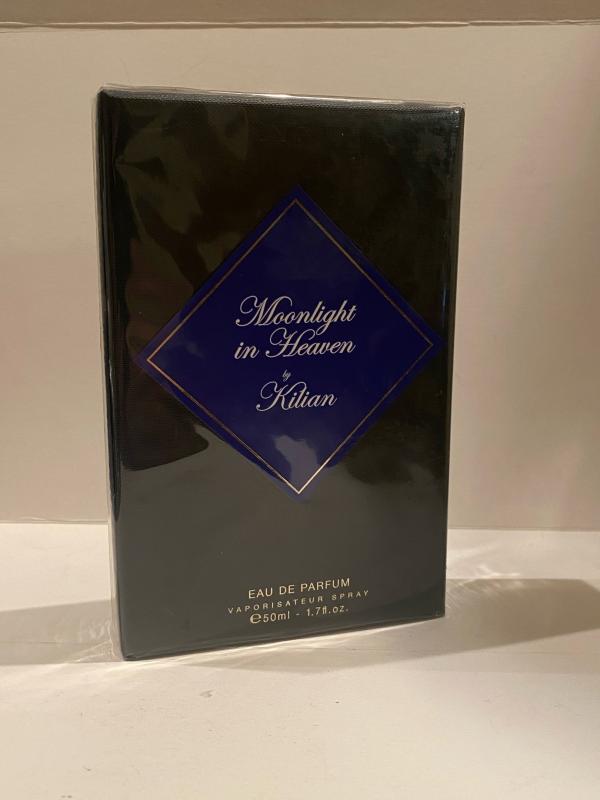 Moonlight
in Heaven
by
Kilian
EAU DE PARFUM
VAPORISATEUR SPRAY
℮50ml - 1.7fl.oz.